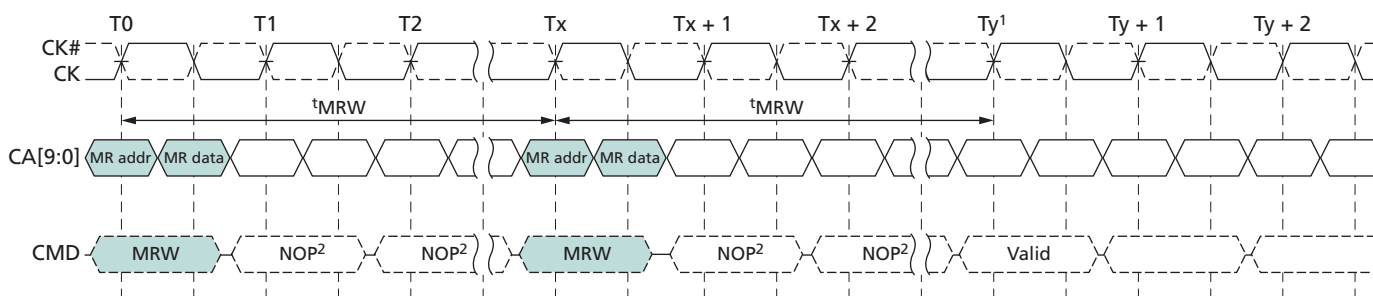 T0 T1 T2 Tx Tx + 1 Tx + 2 Ty¹ Ty + 1 Ty + 2
CK#
CK
ᵗMRW ᵗMRW
CA[9:0] MR addr MR data MR addr MR data
CMD MRW NOP² NOP² MRW NOP² NOP² Valid